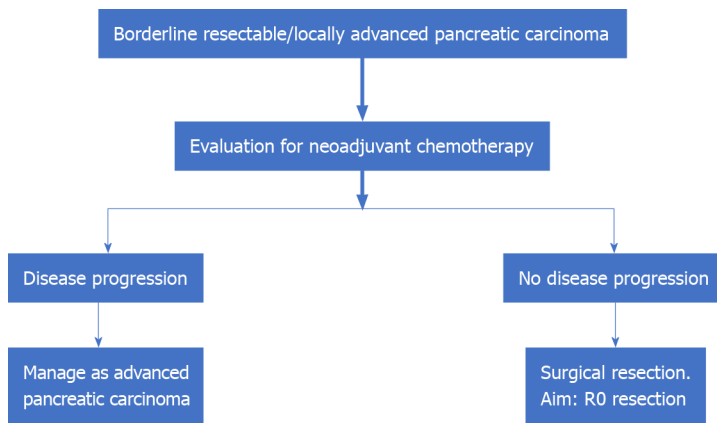 Borderline resectable/locally advanced pancreatic carcinoma
Evaluation for neoadjuvant chemotherapy
Disease progression
No disease progression
Manage as advanced
pancreatic carcinoma
Surgical resection.
Aim: R0 resection